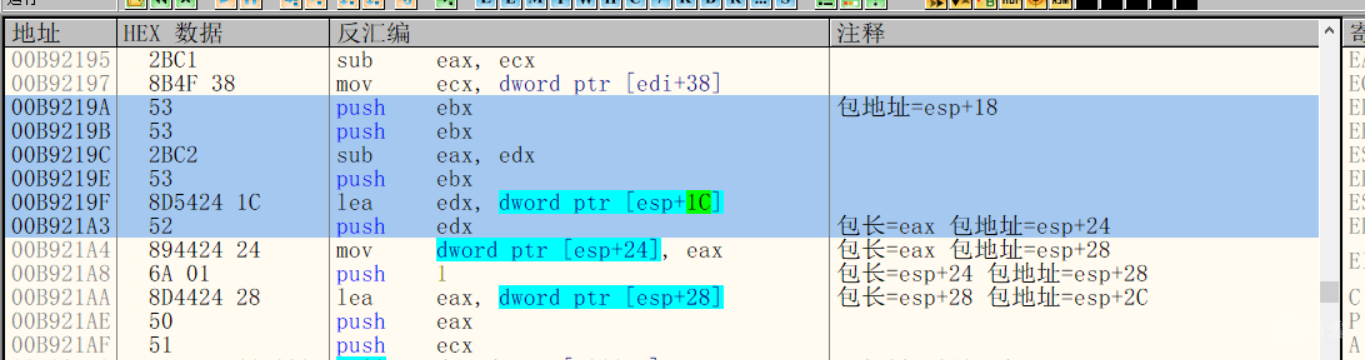 地址 HEX 数据 反汇编 注释
00B92195 2BC1 sub eax, ecx
00B92197 8B4F 38 mov ecx, dword ptr [edi+38]
00B9219A 53 push ebx 包地址=esp+18
00B9219B 53 push ebx
00B9219C 2BC2 sub eax, edx
00B9219E 53 push ebx
00B9219F 8D5424 1C lea edx, dword ptr [esp+1C]
00B921A3 52 push edx 包长=eax 包地址=esp+24
00B921A4 894424 24 mov dword ptr [esp+24], eax 包长=eax 包地址=esp+28
00B921A8 6A 01 push 1 包长=esp+24 包地址=esp+28
00B921AA 8D4424 28 lea eax, dword ptr [esp+28] 包长=esp+28 包地址=esp+2C
00B921AE 50 push eax
00B921AF 51 push ecx